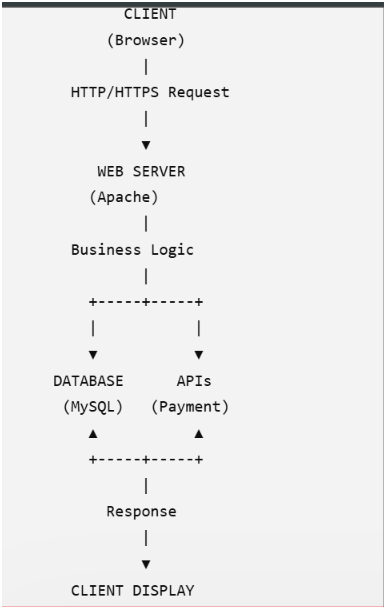 CLIENT
(Browser)
|
HTTP/HTTPS Request
|
▼
WEB SERVER
(Apache)
|
Business Logic
|
+-----+-----+
| |
▼ ▼
DATABASE APIs
(MySQL) (Payment)
▲ ▲
+-----+-----+
|
Response
|
▼
CLIENT DISPLAY